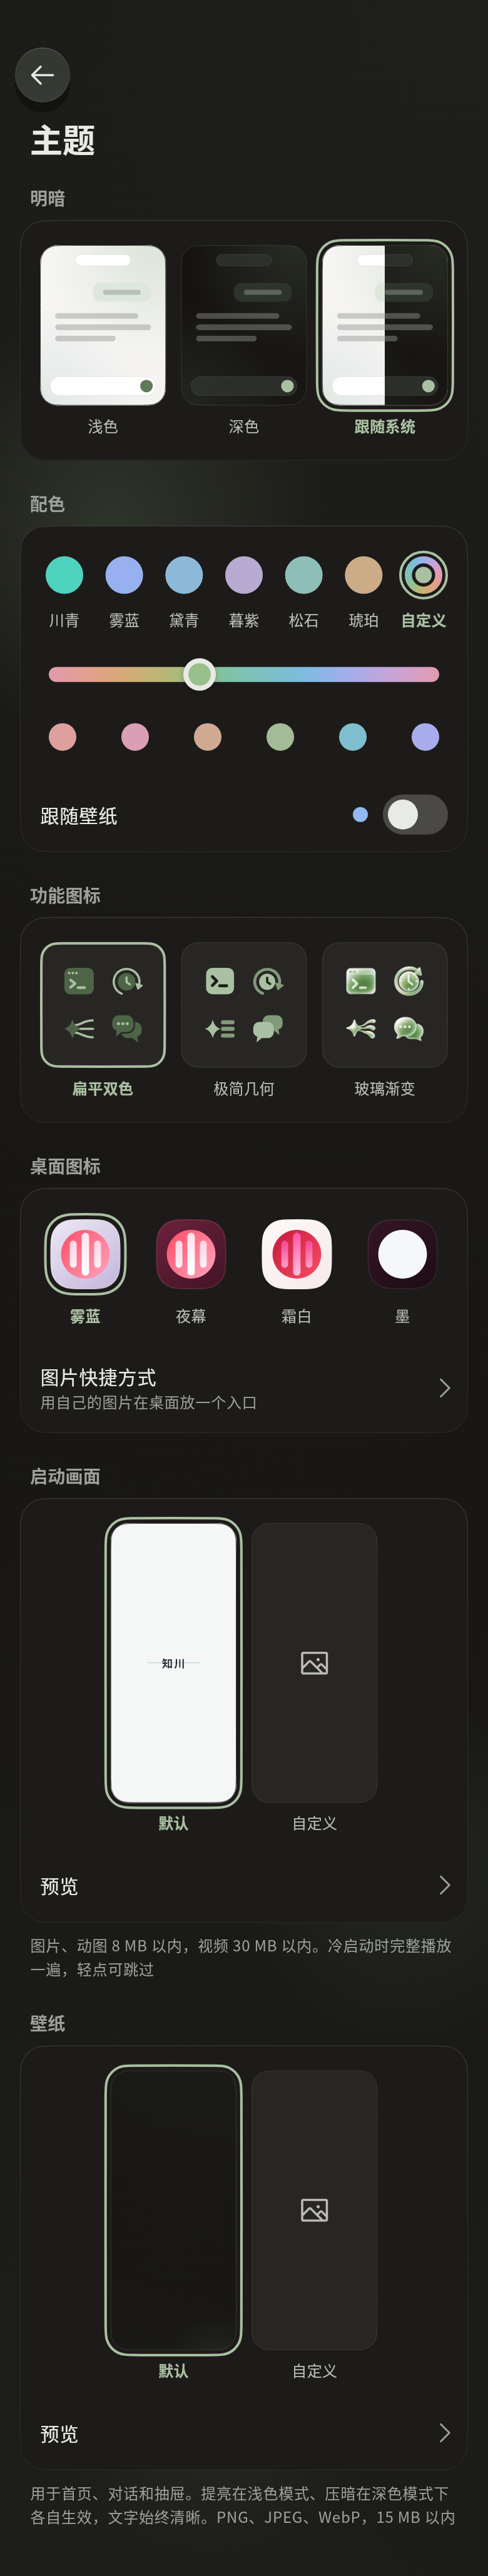 主题
明暗
浅色
深色
跟随系统
配色
川青
雾蓝
黛青
暮紫
松石
琥珀
自定义
跟随壁纸
功能图标
扁平双色
极简几何
玻璃渐变
桌面图标
雾蓝
夜幕
霜白
墨
图片快捷方式
用自己的图片在桌面放一个入口
启动画面
知川
默认
自定义
预览
图片、动图 8 MB 以内，视频 30 MB 以内。冷启动时完整播放
一遍，轻点可跳过
壁纸
默认
自定义
预览
用于首页、对话和抽屉。提亮在浅色模式、压暗在深色模式下
各自生效，文字始终清晰。PNG、JPEG、WebP，15 MB 以内